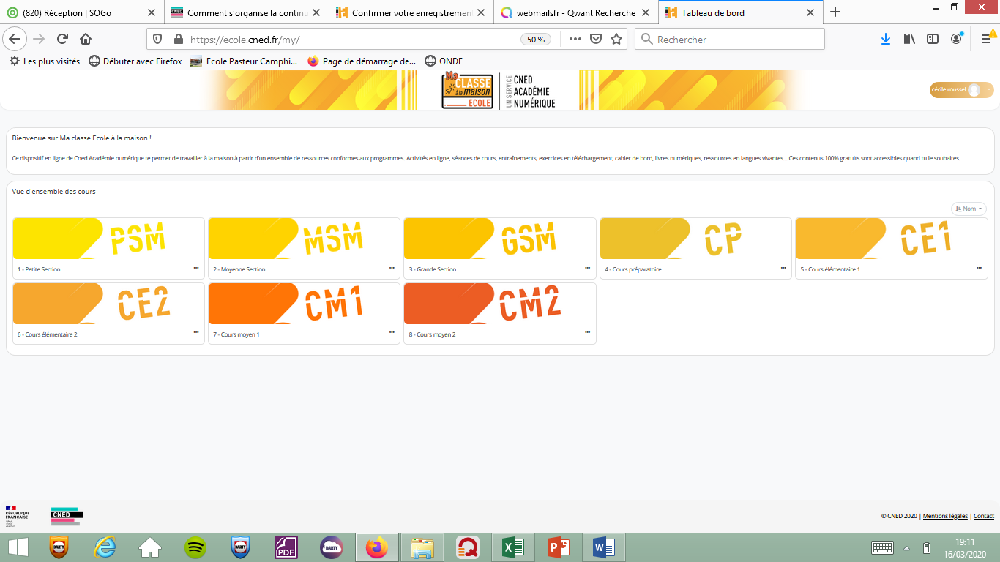 (820) Réception | SOGo
Comment s'organise la continu
Confirmer votre enregistremen
webmailsfr - Qwant Recherche
Tableau de bord
https://ecole.cned.fr/my/
50 %
Rechercher
Les plus visités
Débuter avec Firefox
Ecole Pasteur Camphi...
Page de démarrage de...
ONDE
Ma
CLASSE
à la maison
ECOLE
UN SERVICE
CNED
ACADÉMIE
NUMÉRIQUE
cécile roussel
Bienvenue sur Ma classe Ecole à la maison !
Ce dispositif en ligne de Cned Académie numérique te permet de travailler à la maison à partir d'un ensemble de ressources conformes aux programmes. Activités en ligne, séances de cours, entraînements, exercices en téléchargement, cahier de bord, livres numériques, ressources en langues vivantes... Ces contenus 100% gratuits sont accessibles quand tu le souhaites.
Vue d'ensemble des cours
Nom
PSM
MSM
GSM
CP
CE1
1 - Petite Section
2 - Moyenne Section
3 - Grande Section
4 - Cours préparatoire
5 - Cours élémentaire 1
CE2
CM1
CM2
6 - Cours élémentaire 2
7 - Cours moyen 1
8 - Cours moyen 2
RÉPUBLIQUE
FRANÇAISE
CNED
© CNED 2020 | Mentions légales | Contact
DARTY
DARTY
PDF
DARTY
19:11
16/03/2020